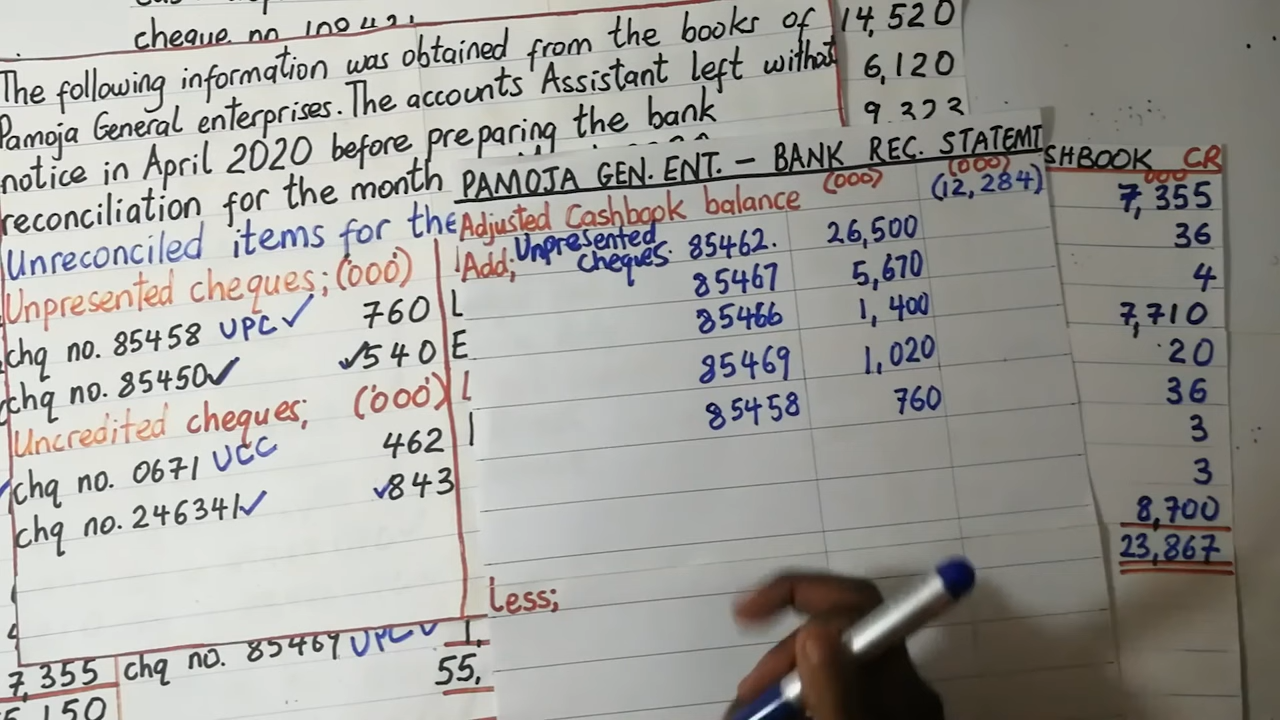 cheque no
The following information was obtained from the books of
Pamoja General enterprises. The accounts Assistant left without
notice in April 2020 before preparing the bank
reconciliation for the month
Unreconciled items for the
Unpresented cheques; (000)
chq no. 85458 UPC ✓ 760
chq no. 85450 ✓ ✓540
Uncredited cheques; (000)
chq no. 0671 UCC 462
chq no. 246341 ✓ ✓843
7,355
chq no. 85469 UPC ✓ 1,
55,
14,520
6,120
PAMOJA GEN. ENT. – BANK REC. STATEMT
(000) (000)
Adjusted Cashbook balance (12,284)
Add; Unpresented cheques. 85462. 26,500
85467 5,670
85466 1,400
85469 1,020
85458 760
Less;
SHBOOK CR
000
7,355
36
4
7,710
20
36
3
3
8,700
23,867